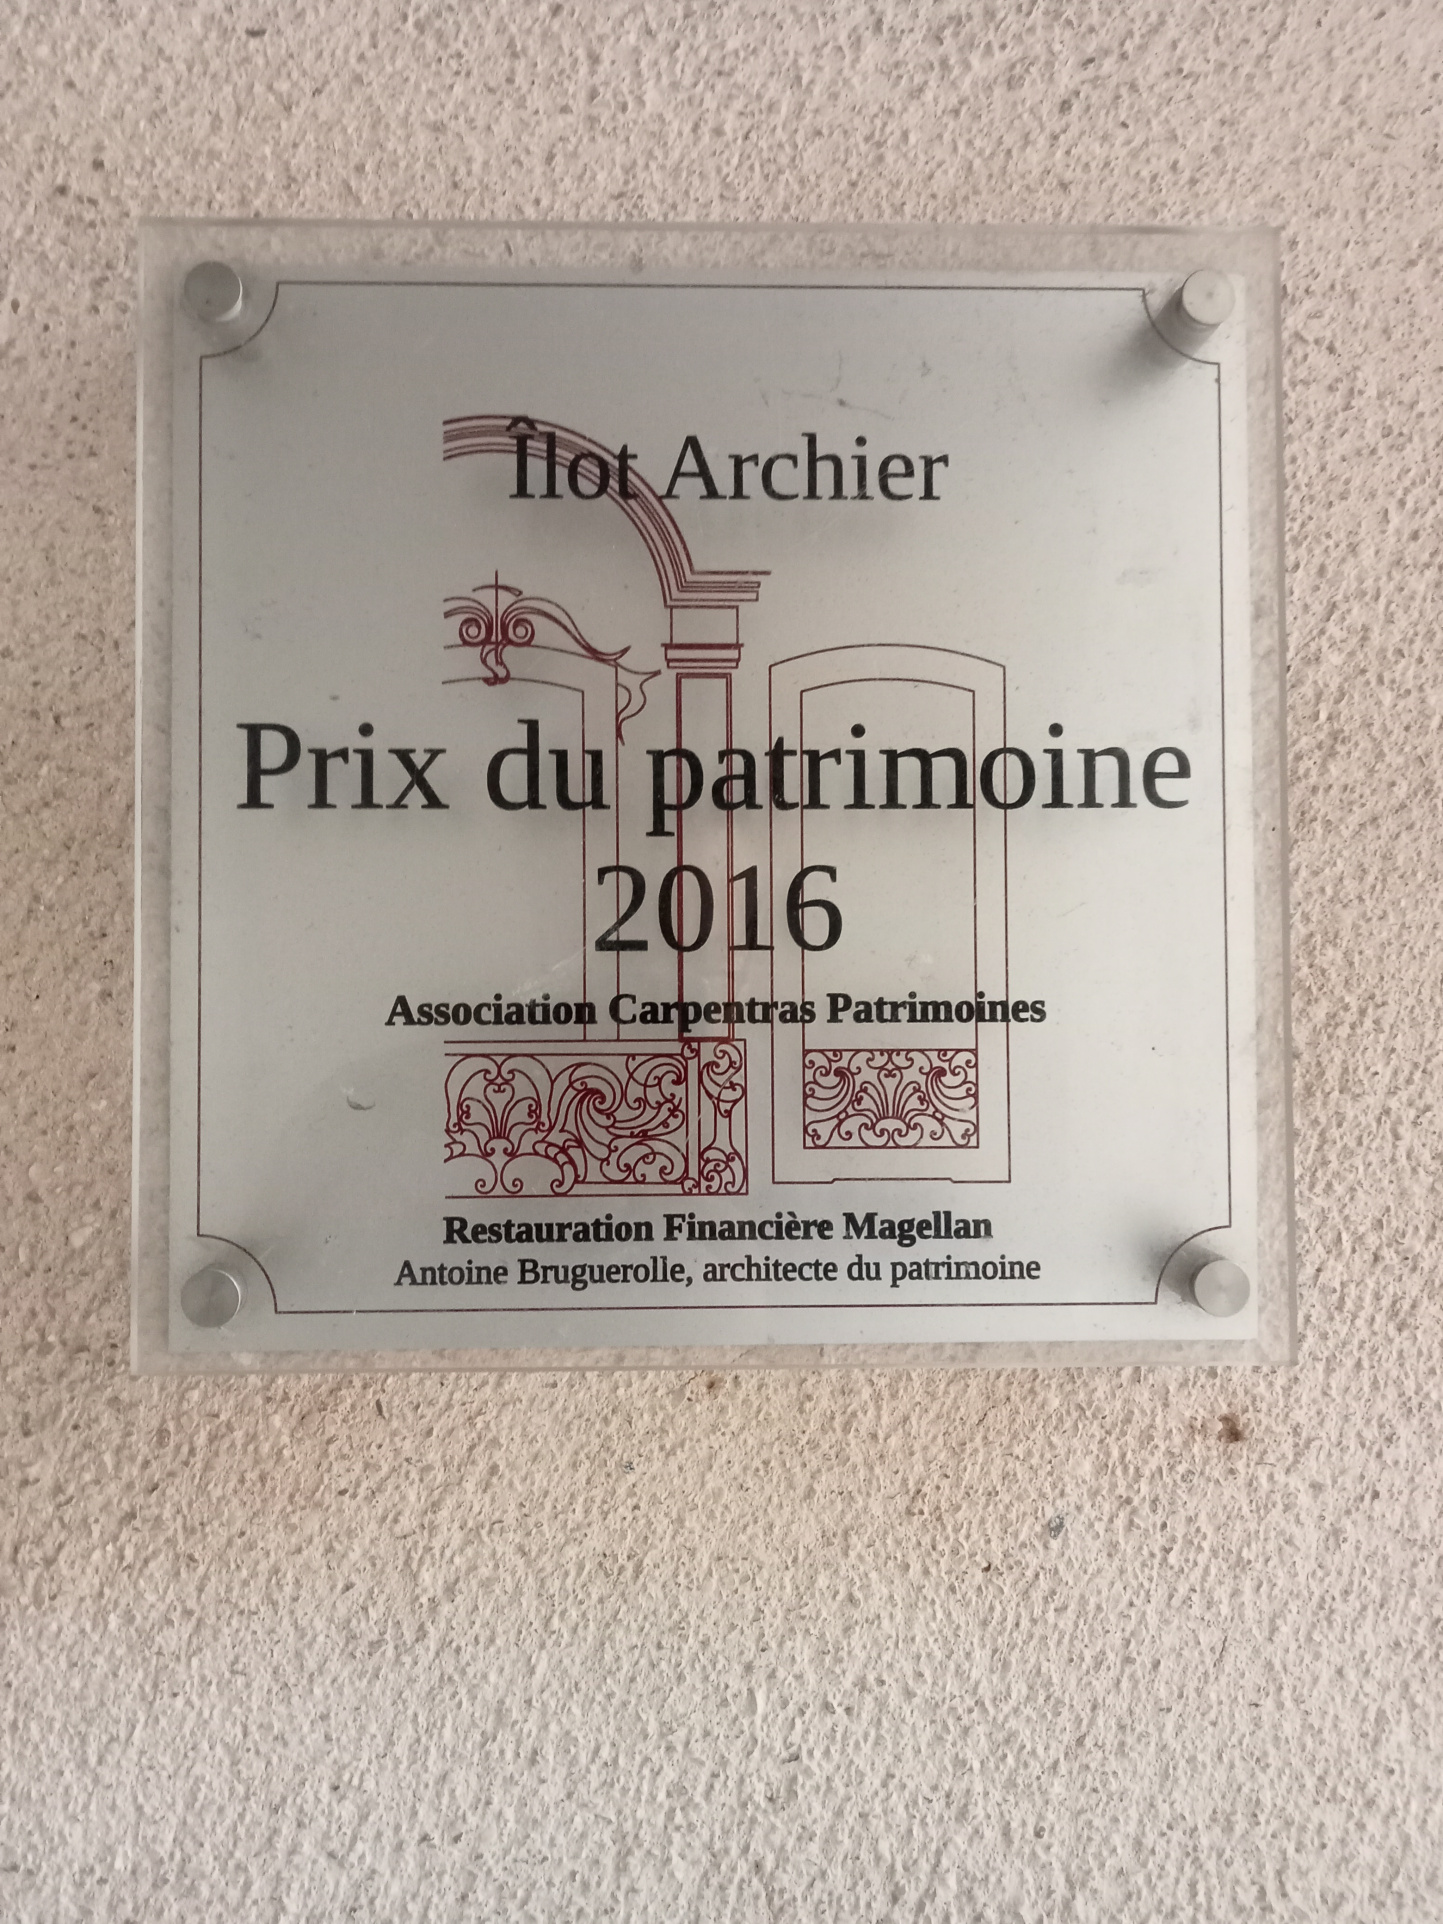 Îlot Archier
Prix du patrimoine
2016
Association Carpentras Patrimoines
Restauration Financière Magellan
Antoine Bruguerolle, architecte du patrimoine